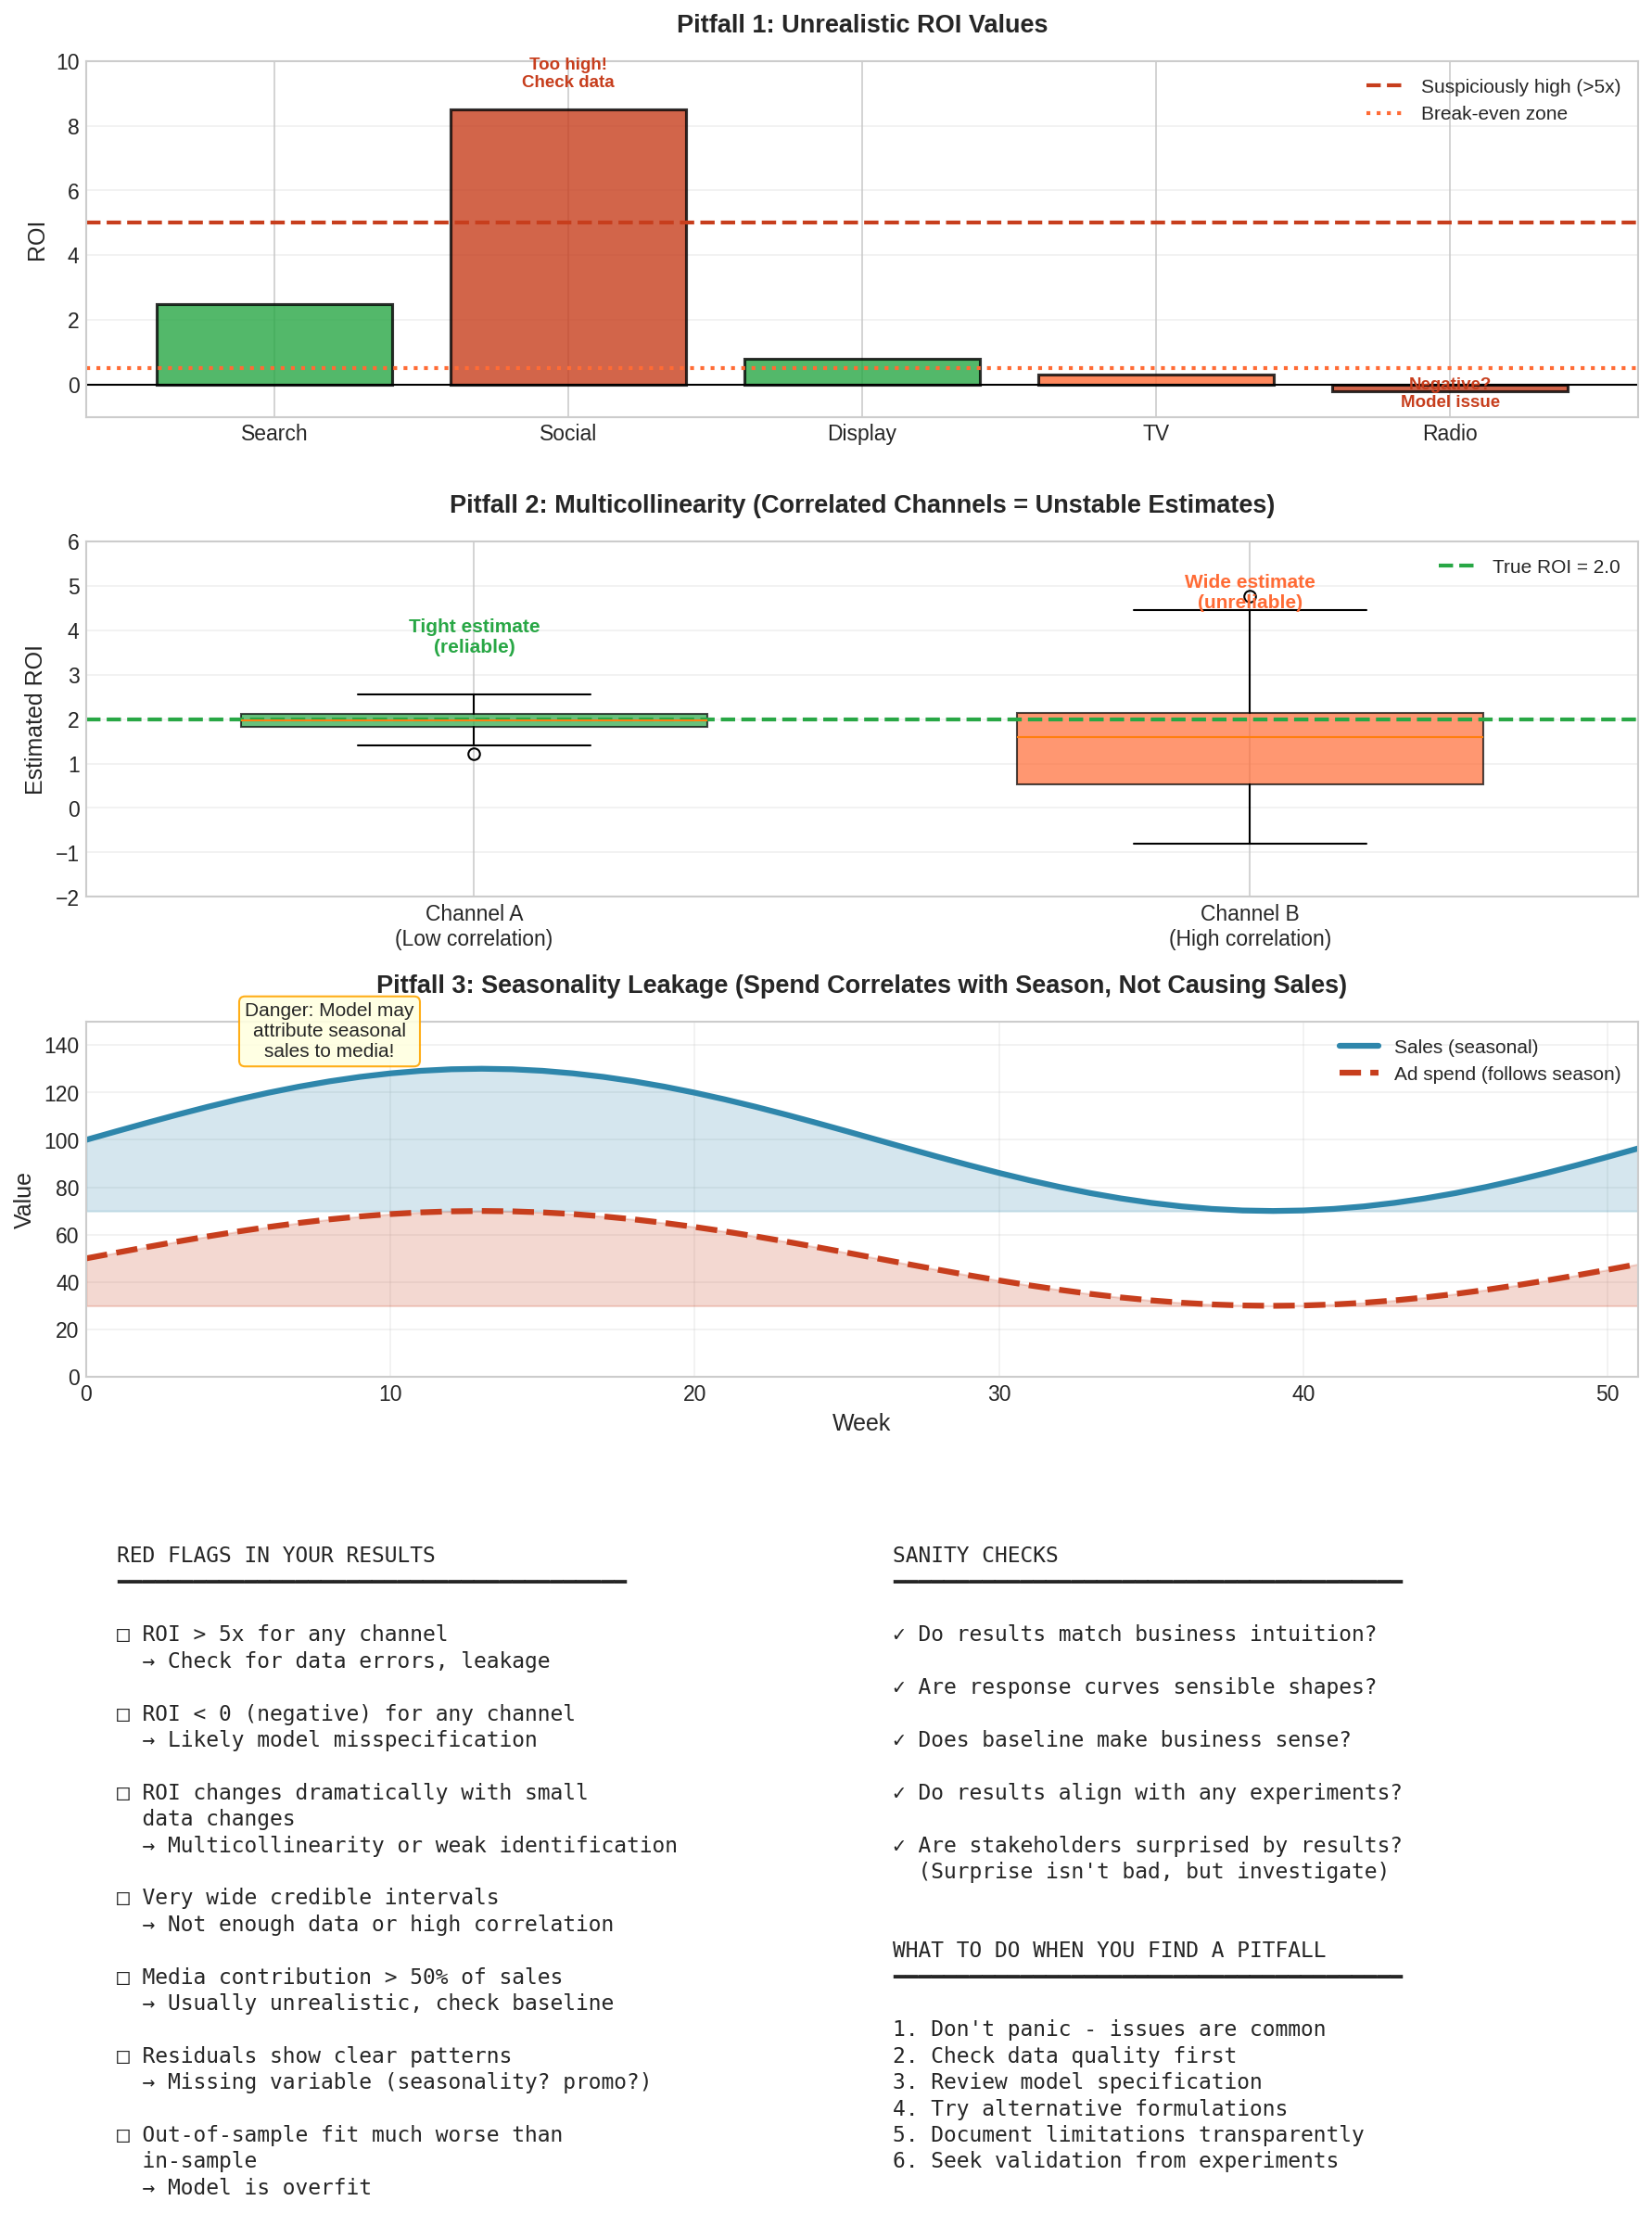 Pitfall 1: Unrealistic ROI Values
Too high!
Check data
Suspiciously high (>5x)
Break-even zone
10
8
6
4
2
0
ROI
Negative?
Model issue
Search
Social
Display
TV
Radio
Pitfall 2: Multicollinearity (Correlated Channels = Unstable Estimates)
True ROI = 2.0
Wide estimate
(unreliable)
Tight estimate
(reliable)
6
5
4
3
2
1
0
−1
−2
Estimated ROI
Channel A
(Low correlation)
Channel B
(High correlation)
Pitfall 3: Seasonality Leakage (Spend Correlates with Season, Not Causing Sales)
Danger: Model may
attribute seasonal
sales to media!
Sales (seasonal)
Ad spend (follows season)
140
120
100
80
60
40
20
0
Value
0
10
20
30
40
50
Week
RED FLAGS IN YOUR RESULTS
□ ROI > 5x for any channel
→ Check for data errors, leakage
□ ROI < 0 (negative) for any channel
→ Likely model misspecification
□ ROI changes dramatically with small
data changes
→ Multicollinearity or weak identification
□ Very wide credible intervals
→ Not enough data or high correlation
□ Media contribution > 50% of sales
→ Usually unrealistic, check baseline
□ Residuals show clear patterns
→ Missing variable (seasonality? promo?)
□ Out-of-sample fit much worse than
in-sample
→ Model is overfit
SANITY CHECKS
✓ Do results match business intuition?
✓ Are response curves sensible shapes?
✓ Does baseline make business sense?
✓ Do results align with any experiments?
✓ Are stakeholders surprised by results?
(Surprise isn't bad, but investigate)
WHAT TO DO WHEN YOU FIND A PITFALL
1. Don't panic - issues are common
2. Check data quality first
3. Review model specification
4. Try alternative formulations
5. Document limitations transparently
6. Seek validation from experiments